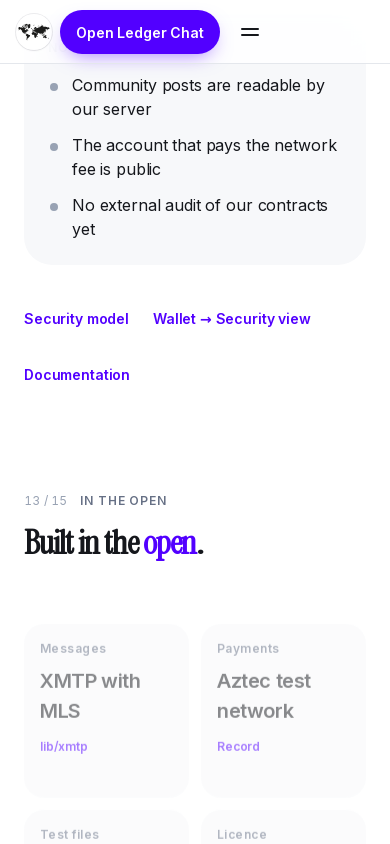 Open Ledger Chat
Community posts are readable by
our server
The account that pays the network
fee is public
No external audit of our contracts
yet
Security model
Wallet → Security view
Documentation
13 / 15 IN THE OPEN
Built in the open.
Messages
XMTP with
MLS
lib/xmtp
Payments
Aztec test
network
Record
Test files
Licence